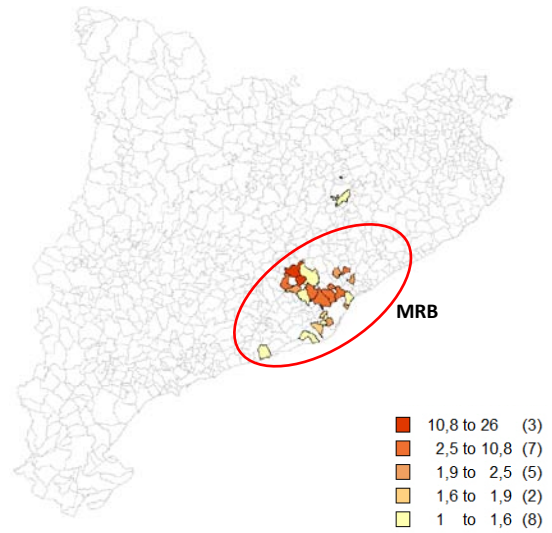 MRB
10,8 to 26 (3)
2,5 to 10,8 (7)
1,9 to 2,5 (5)
1,6 to 1,9 (2)
1 to 1,6 (8)